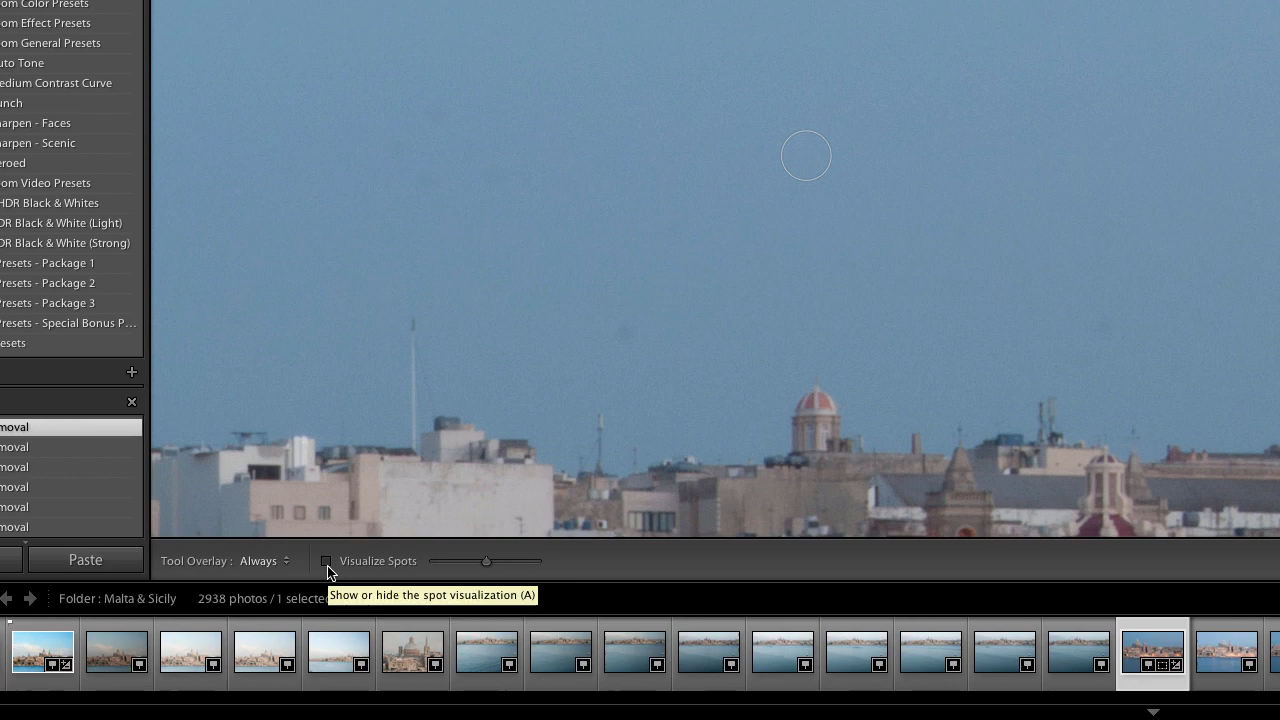 om Color Presets
om Effect Presets
om General Presets
uto Tone
edium Contrast Curve
unch
arpen - Faces
arpen - Scenic
eroed
om Video Presets
HDR Black & Whites
DR Black & White (Light)
DR Black & White (Strong)
Presets - Package 1
Presets - Package 2
Presets - Package 3
Presets - Special Bonus P...
esets
moval
moval
moval
moval
moval
moval
Paste
Tool Overlay : Always
Visualize Spots
Show or hide the spot visualization (A)
Folder : Malta & Sicily
2938 photos / 1 selecte